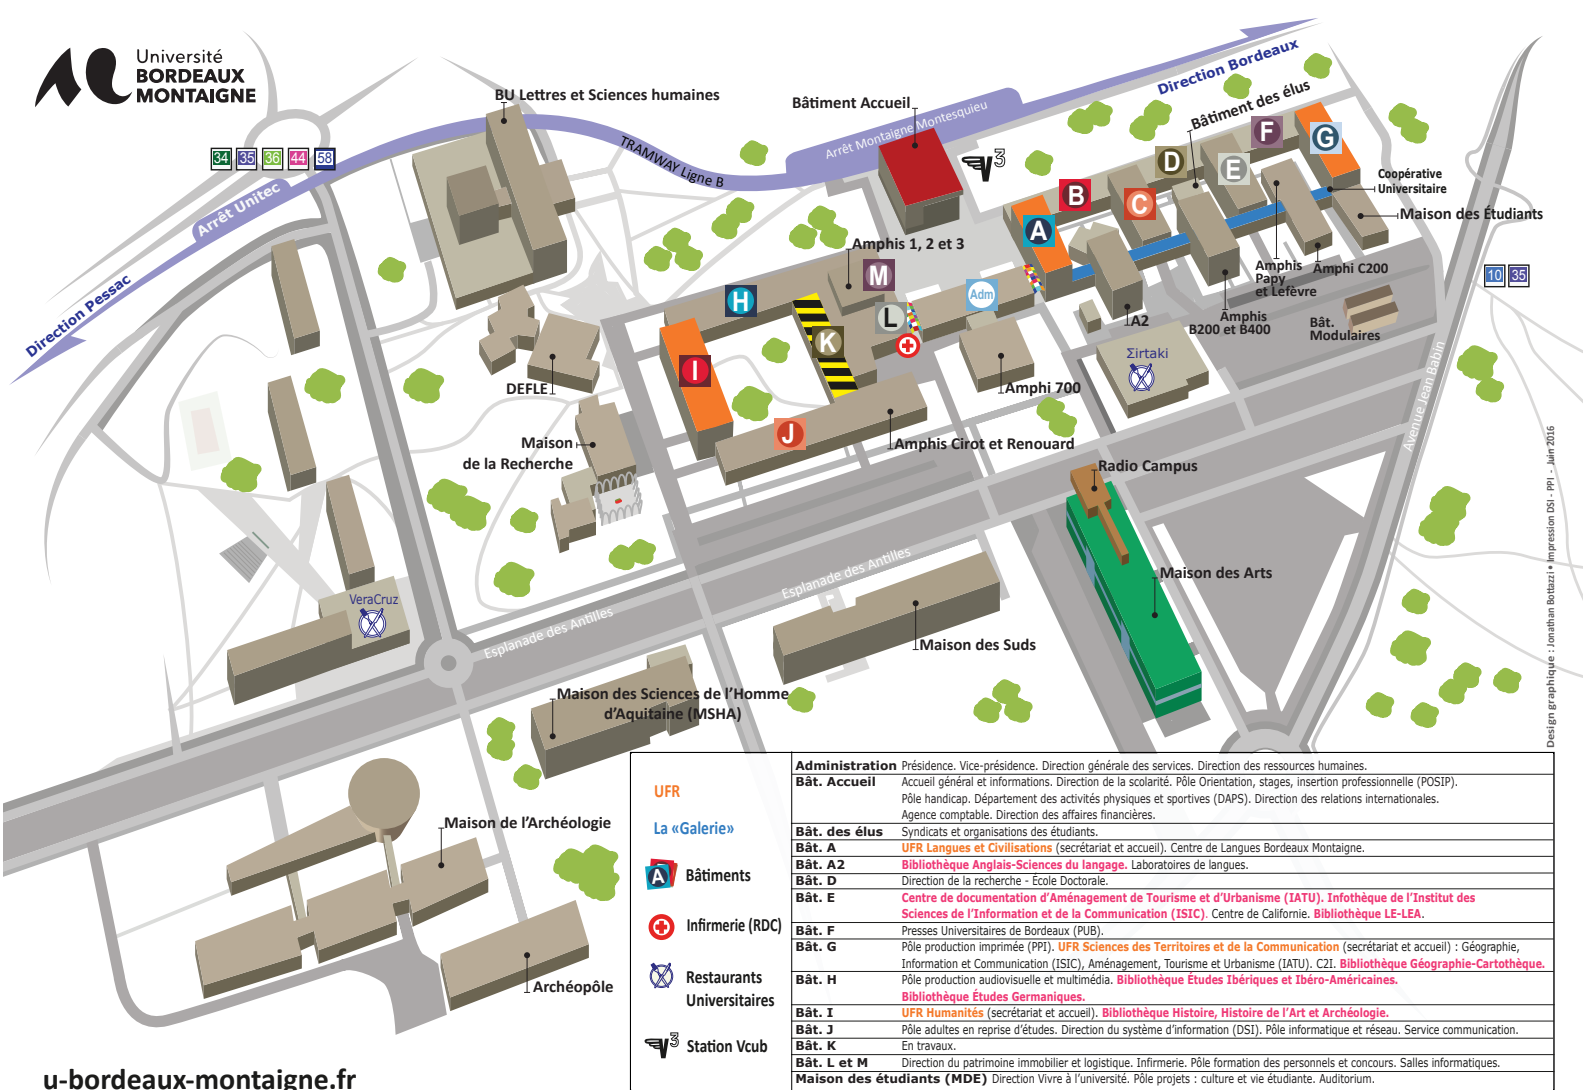 Université
BORDEAUX
MONTAIGNE
34 35 36 44 58
Arrêt Unitec
Direction Pessac
BU Lettres et Sciences humaines
TRAMWAY Ligne B
Bâtiment Accueil
Arrêt Montaigne Montesquieu
Direction Bordeaux
V3
Bâtiment des élus
A
B
C
D
E
F
G
Coopérative
Universitaire
Maison des Étudiants
Amphis 1, 2 et 3
M
H
L
Adm
K
I
J
A2
Amphis
B200 et B400
Amphis
Papy
et Lefèvre
Amphi C200
Bât.
Modulaires
10 35
Avenue Jean Babin
Σirtaki
Amphi 700
Amphis Cirot et Renouard
DEFLE
Maison
de la Recherche
Radio Campus
Maison des Arts
VeraCruz
Esplanade des Antilles
Esplanade des Antilles
Maison des Suds
Maison des Sciences de l'Homme
d'Aquitaine (MSHA)
Maison de l'Archéologie
Archéopôle
Design graphique : Jonathan Bottazzi • Impression DSI - PPI - Juin 2016
UFR
La «Galerie»
A Bâtiments
Infirmerie (RDC)
Restaurants
Universitaires
V3 Station Vcub
Administration Présidence. Vice-présidence. Direction générale des services. Direction des ressources humaines.
Bât. Accueil Accueil général et informations. Direction de la scolarité. Pôle Orientation, stages, insertion professionnelle (POSIP).
Pôle handicap. Département des activités physiques et sportives (DAPS). Direction des relations internationales.
Agence comptable. Direction des affaires financières.
Bât. des élus Syndicats et organisations des étudiants.
Bât. A UFR Langues et Civilisations (secrétariat et accueil). Centre de Langues Bordeaux Montaigne.
Bât. A2 Bibliothèque Anglais-Sciences du langage. Laboratoires de langues.
Bât. D Direction de la recherche - École Doctorale.
Bât. E Centre de documentation d'Aménagement de Tourisme et d'Urbanisme (IATU). Infothèque de l'Institut des
Sciences de l'Information et de la Communication (ISIC). Centre de Californie. Bibliothèque LE-LEA.
Bât. F Presses Universitaires de Bordeaux (PUB).
Bât. G Pôle production imprimée (PPI). UFR Sciences des Territoires et de la Communication (secrétariat et accueil) : Géographie,
Information et Communication (ISIC), Aménagement, Tourisme et Urbanisme (IATU). C2I. Bibliothèque Géographie-Cartothèque.
Bât. H Pôle production audiovisuelle et multimédia. Bibliothèque Études Ibériques et Ibéro-Américaines.
Bibliothèque Études Germaniques.
Bât. I UFR Humanités (secrétariat et accueil). Bibliothèque Histoire, Histoire de l'Art et Archéologie.
Bât. J Pôle adultes en reprise d'études. Direction du système d'information (DSI). Pôle informatique et réseau. Service communication.
Bât. K En travaux.
Bât. L et M Direction du patrimoine immobilier et logistique. Infirmerie. Pôle formation des personnels et concours. Salles informatiques.
Maison des étudiants (MDE) Direction Vivre à l'université. Pôle projets : culture et vie étudiante. Auditorium.
u-bordeaux-montaigne.fr